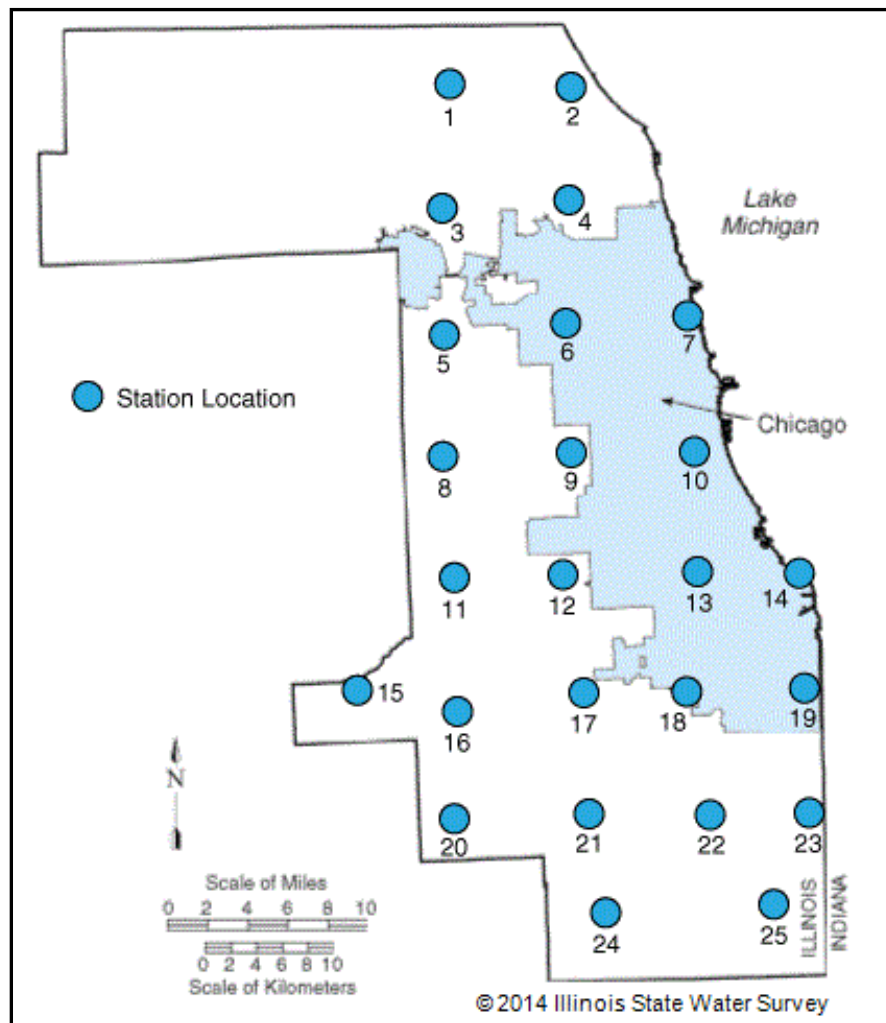 1
2
Lake
Michigan
3
4
5
6
7
Station Location
Chicago
8
9
10
11
12
13
14
15
16
17
18
19
N
20
21
22
23
Scale of Miles
0 2 4 6 8 10
0 2 4 6 8 10
Scale of Kilometers
24
25
ILLINOIS
INDIANA
©2014 Illinois State Water Survey